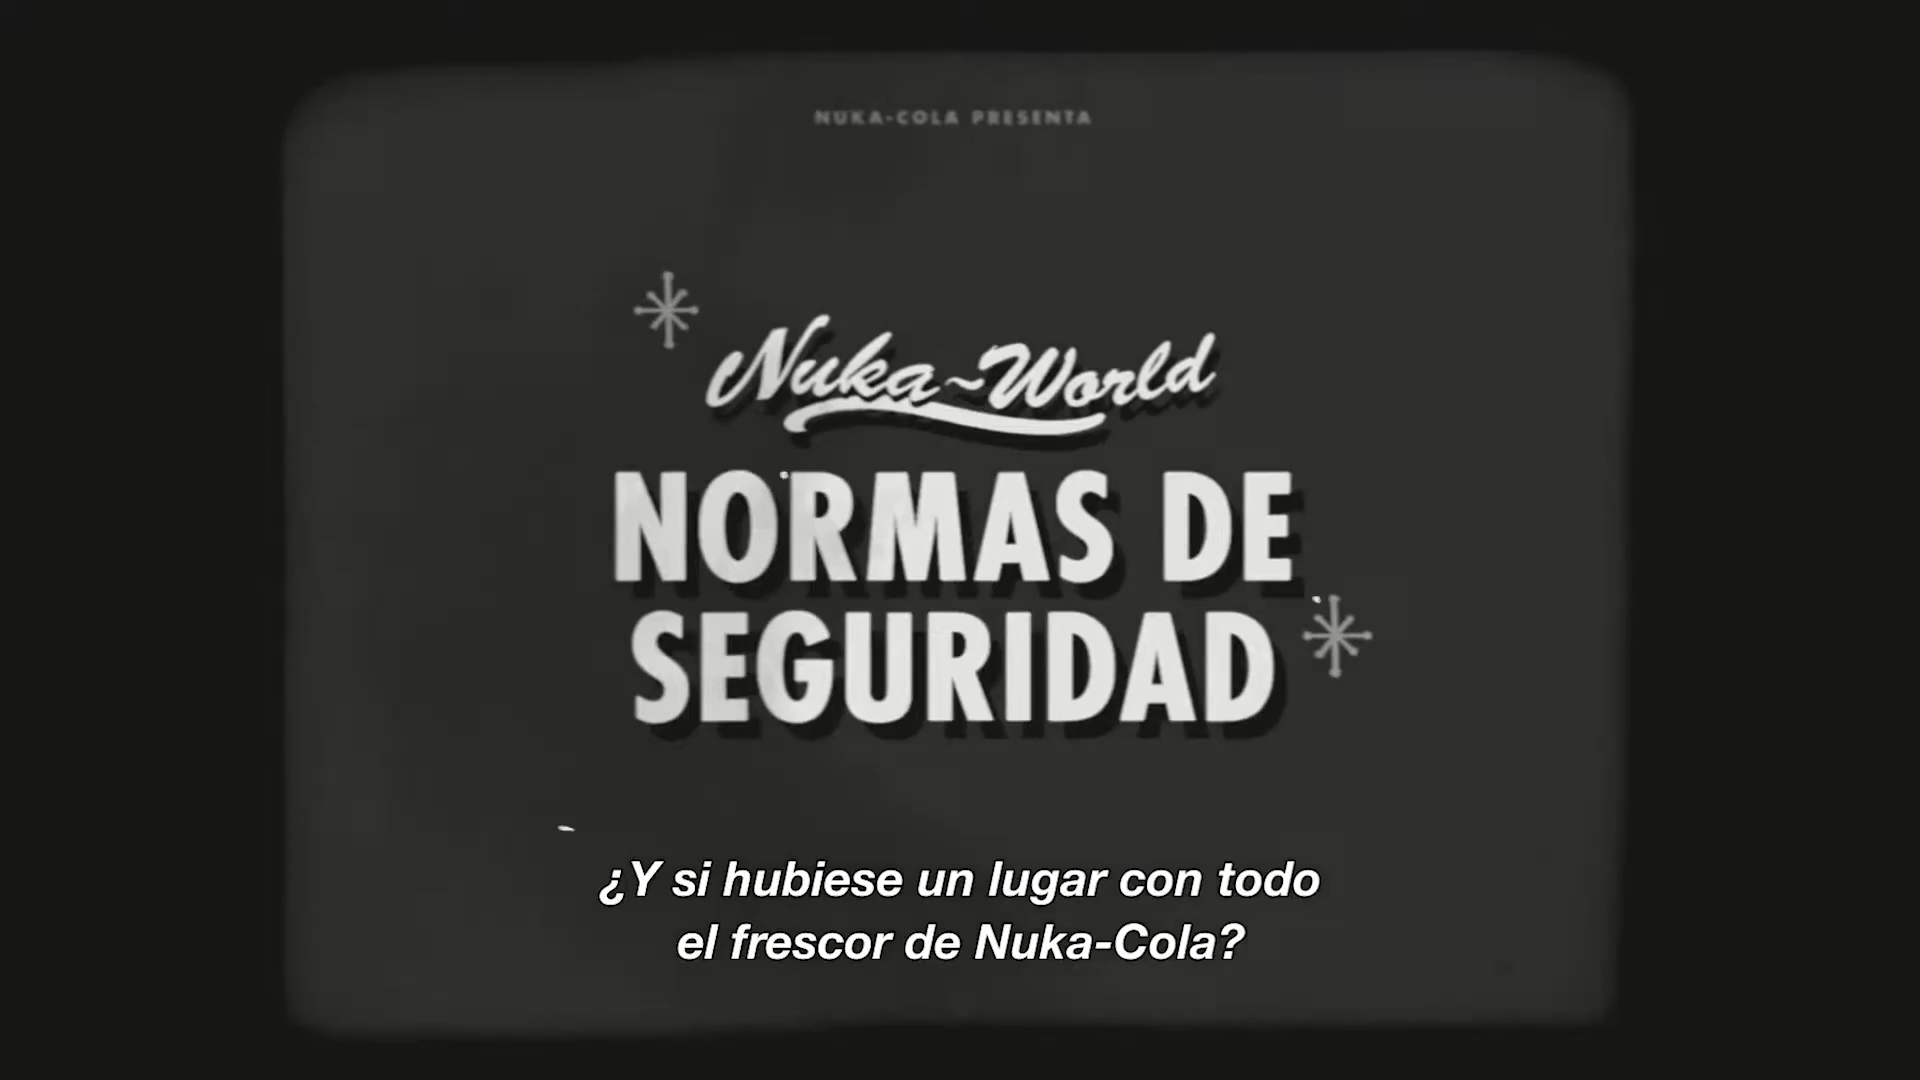 NUKA-COLA PRESENTA
Nuka~World
NORMAS DE
SEGURIDAD
¿Y si hubiese un lugar con todo
el frescor de Nuka-Cola?